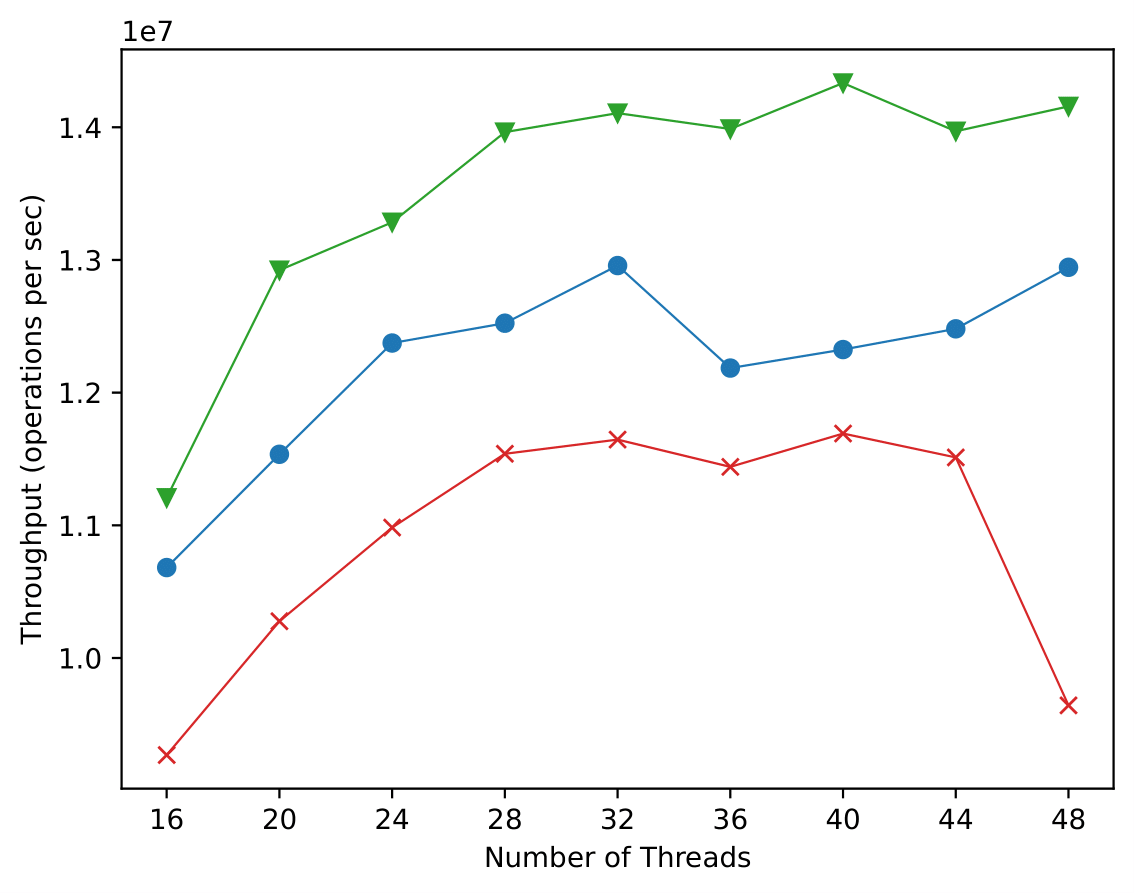 1e7
1.4
1.3
1.2
1.1
1.0
Throughput (operations per sec)
16 20 24 28 32 36 40 44 48
Number of Threads